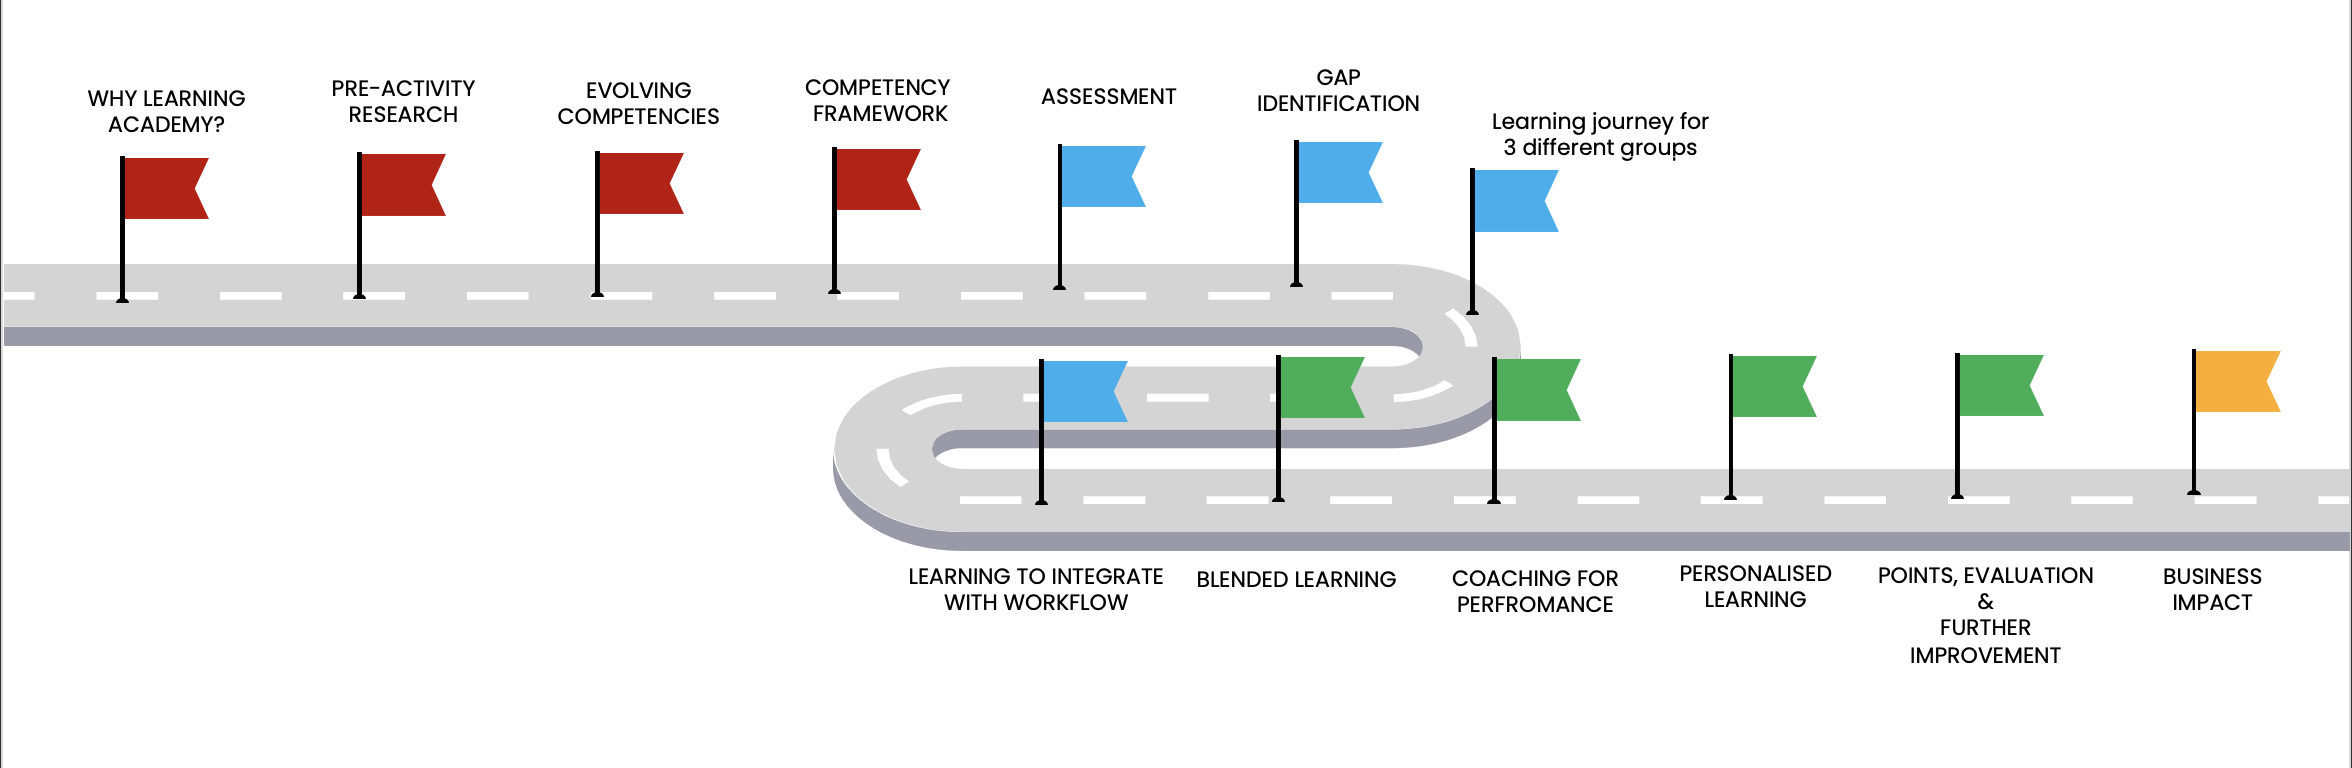 WHY LEARNING
ACADEMY?
PRE-ACTIVITY
RESEARCH
EVOLVING
COMPETENCIES
COMPETENCY
FRAMEWORK
ASSESSMENT
GAP
IDENTIFICATION
Learning journey for
3 different groups
LEARNING TO INTEGRATE
WITH WORKFLOW
BLENDED LEARNING
COACHING FOR
PERFROMANCE
PERSONALISED
LEARNING
POINTS, EVALUATION
&
FURTHER
IMPROVEMENT
BUSINESS
IMPACT